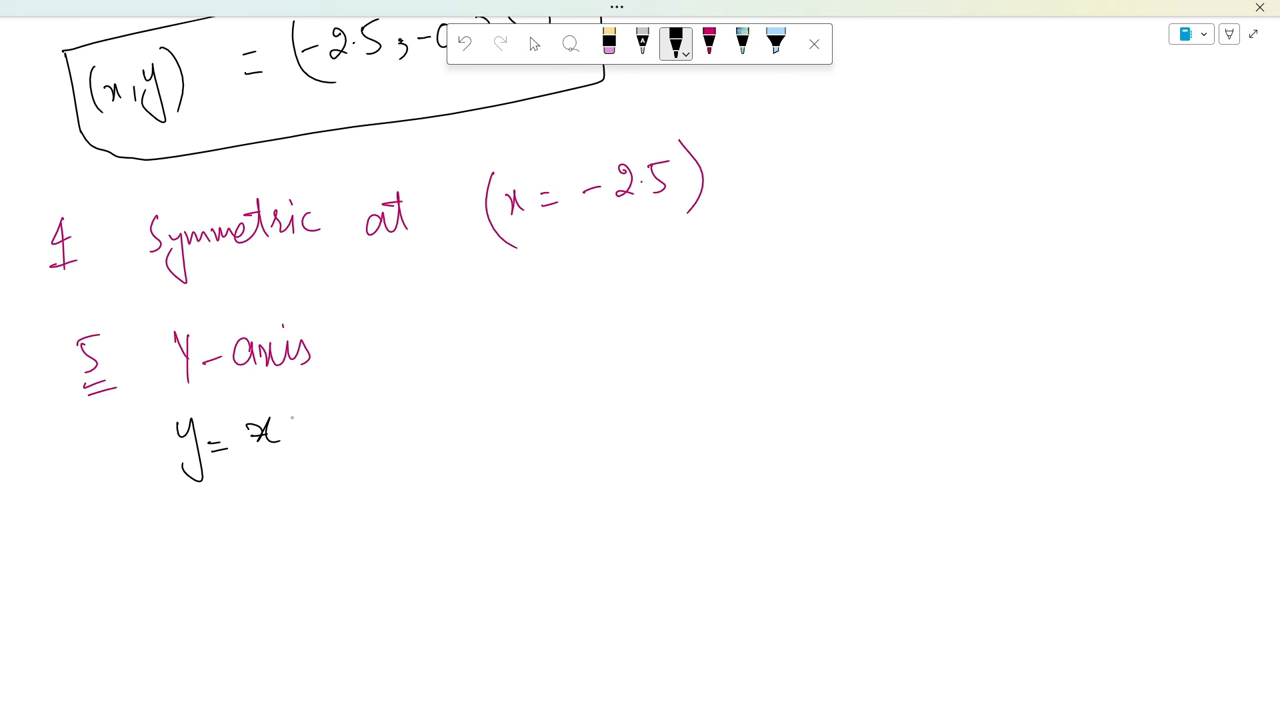 (x,y) = (-2.5, -0
4 Symmetric at (x = -2.5)
5 Y-axis
y = x